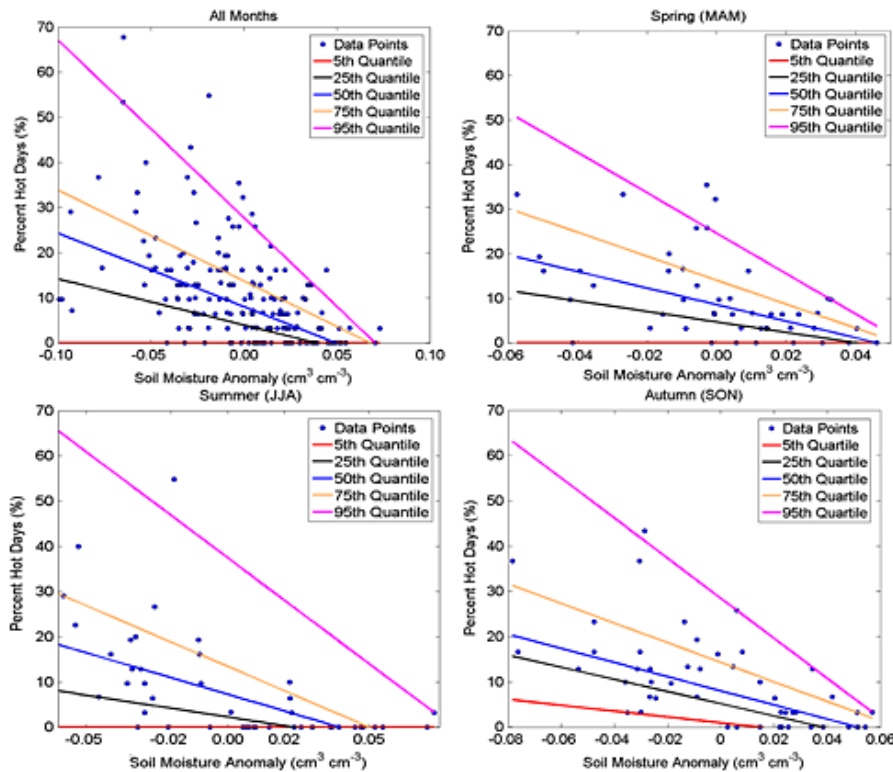 All Months
Percent Hot Days (%)
70
60
50
40
30
20
10
0
Data Points
5th Quantile
25th Quantile
50th Quantile
75th Quantile
95th Quantile
-0.10 -0.05 0.00 0.05 0.10
Soil Moisture Anomaly (cm³ cm⁻³)
Spring (MAM)
Percent Hot Days (%)
70
60
50
40
30
20
10
0
Data Points
5th Quantile
25th Quantile
50th Quantile
75th Quantile
95th Quantile
-0.06 -0.04 -0.02 0.00 0.02 0.04
Soil Moisture Anomaly (cm³ cm⁻³)
Summer (JJA)
Percent Hot Days (%)
70
60
50
40
30
20
10
0
Data Points
5th Quantile
25th Quantile
50th Quantile
75th Quantile
95th Quantile
-0.05 0.00 0.02 0.05
Soil Moisture Anomaly (cm³ cm⁻³)
Autumn (SON)
Percent Hot Days (%)
70
60
50
40
30
20
10
0
Data Points
5th Quartile
25th Quartile
50th Quartile
75th Quartile
95th Quartile
-0.08 -0.06 -0.04 -0.02 0 0.02 0.04 0.06
Soil Moisture Anomaly (cm³ cm⁻³)